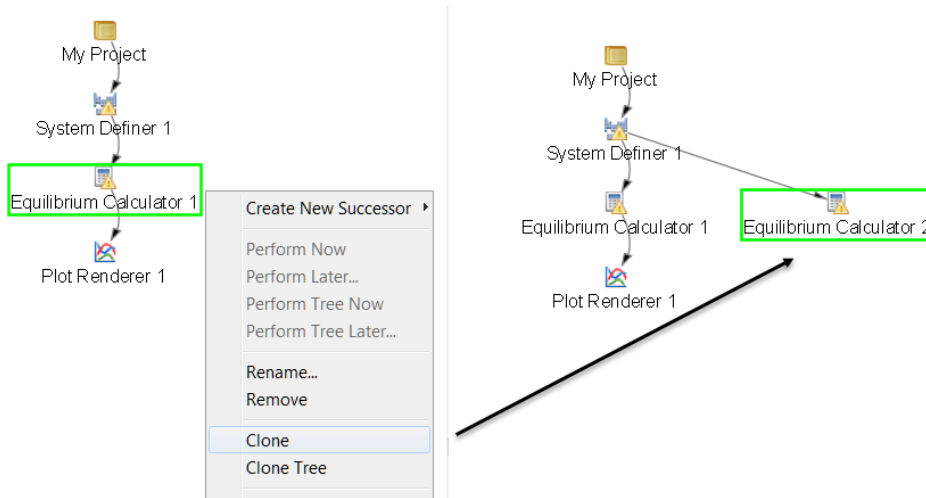 My Project
System Definer 1
Equilibrium Calculator 1
Plot Renderer 1
Create New Successor
Perform Now
Perform Later...
Perform Tree Now
Perform Tree Later...
Rename...
Remove
Clone
Clone Tree
My Project
System Definer 1
Equilibrium Calculator 1
Equilibrium Calculator 2
Plot Renderer 1